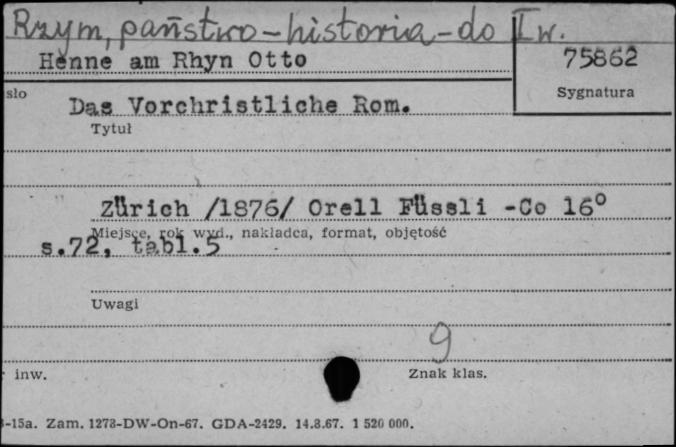 Rzym, państwo - historia - do I w.
Henne am Rhyn Otto
75862
Sygnatura
sło
Das Vorchristliche Rom.
Tytuł
Zürich /1876/ Orell Füssli -Co 16°
Miejsce, rok wyd., nakładca, format, objętość
s.72, tabl.5
Uwagi
9
inw.
Znak klas.
-15a. Zam. 1273-DW-On-67. GDA-2429. 14.8.67. 1 520 000.